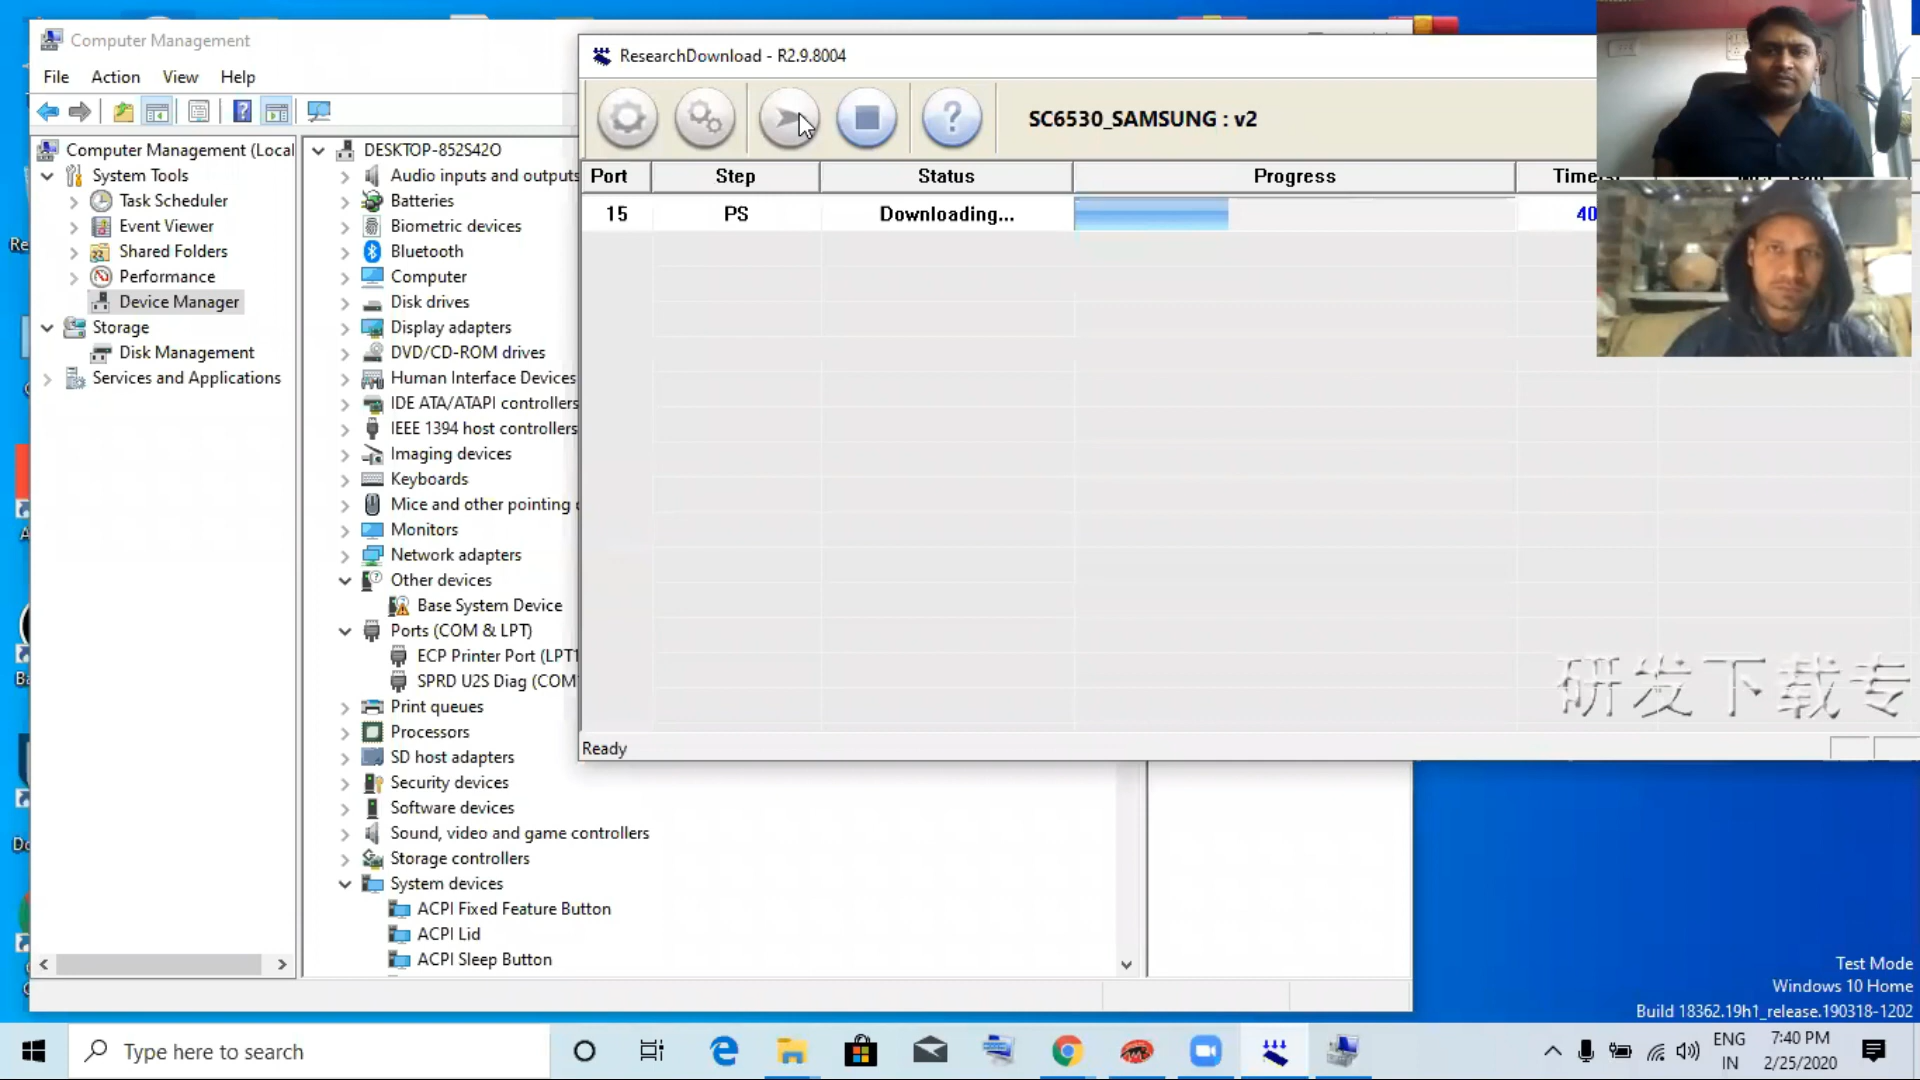 Computer Management
File Action View Help
Computer Management (Local
System Tools
Task Scheduler
Event Viewer
Shared Folders
Performance
Device Manager
Storage
Disk Management
Services and Applications
DESKTOP-852S42O
Audio inputs and outputs
Batteries
Biometric devices
Bluetooth
Computer
Disk drives
Display adapters
DVD/CD-ROM drives
Human Interface Devices
IDE ATA/ATAPI controllers
IEEE 1394 host controllers
Imaging devices
Keyboards
Mice and other pointing
Monitors
Network adapters
Other devices
Base System Device
Ports (COM & LPT)
ECP Printer Port (LPT1
SPRD U2S Diag (COM
Print queues
Processors
SD host adapters
Security devices
Software devices
Sound, video and game controllers
Storage controllers
System devices
ACPI Fixed Feature Button
ACPI Lid
ACPI Sleep Button
ResearchDownload - R2.9.8004
SC6530_SAMSUNG : v2
Port Step Status Progress Time(s)
15 PS Downloading... 40
研发下载专
Ready
Test Mode
Windows 10 Home
Build 18362.19h1_release.190318-1202
Type here to search
ENG
IN
7:40 PM
2/25/2020